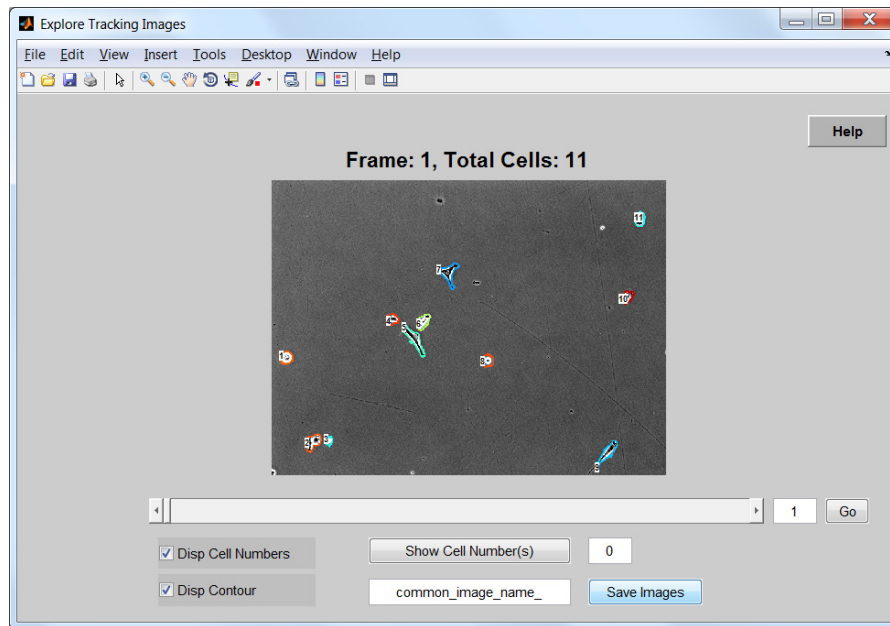 Explore Tracking Images
File Edit View Insert Tools Desktop Window Help
Help
Frame: 1, Total Cells: 11
11
7
10
4
5
6
1
8
2
3
9
1 Go
Disp Cell Numbers Show Cell Number(s) 0
Disp Contour common_image_name_ Save Images